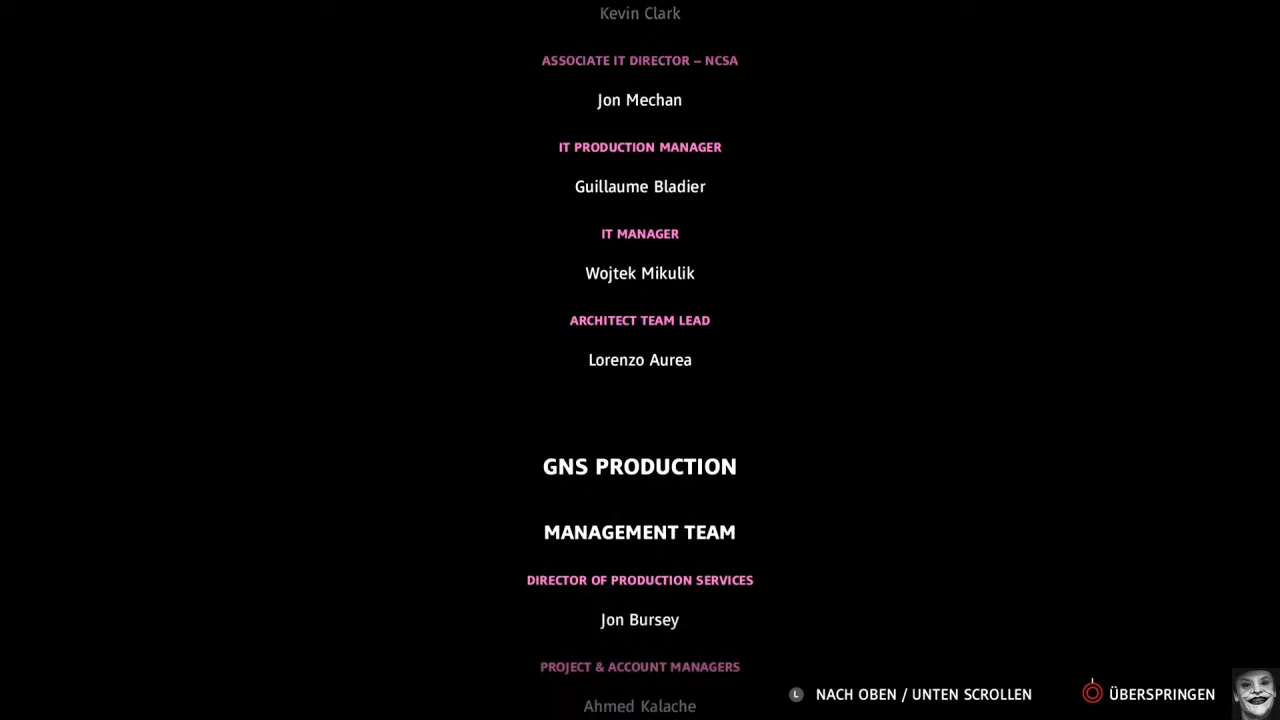 Kevin Clark
ASSOCIATE IT DIRECTOR – NCSA
Jon Mechan
IT PRODUCTION MANAGER
Guillaume Bladier
IT MANAGER
Wojtek Mikulik
ARCHITECT TEAM LEAD
Lorenzo Aurea
GNS PRODUCTION
MANAGEMENT TEAM
DIRECTOR OF PRODUCTION SERVICES
Jon Bursey
PROJECT & ACCOUNT MANAGERS
Ahmed Kalache
L NACH OBEN / UNTEN SCROLLEN ÜBERSPRINGEN